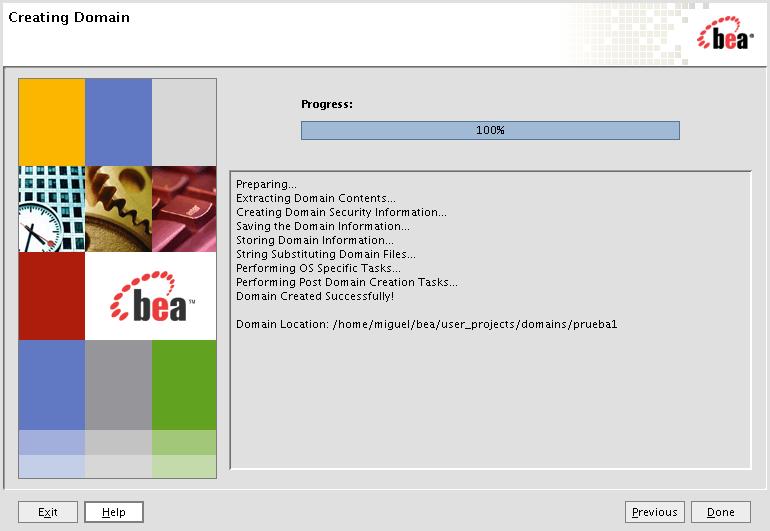 Creating Domain
bea
Progress:
100%
Preparing...
Extracting Domain Contents...
Creating Domain Security Information...
Saving the Domain Information...
Storing Domain Information...
String Substituting Domain Files...
Performing OS Specific Tasks...
Performing Post Domain Creation Tasks...
Domain Created Successfully!
Domain Location: /home/miguel/bea/user_projects/domains/prueba1
bea™
Exit
Help
Previous
Done